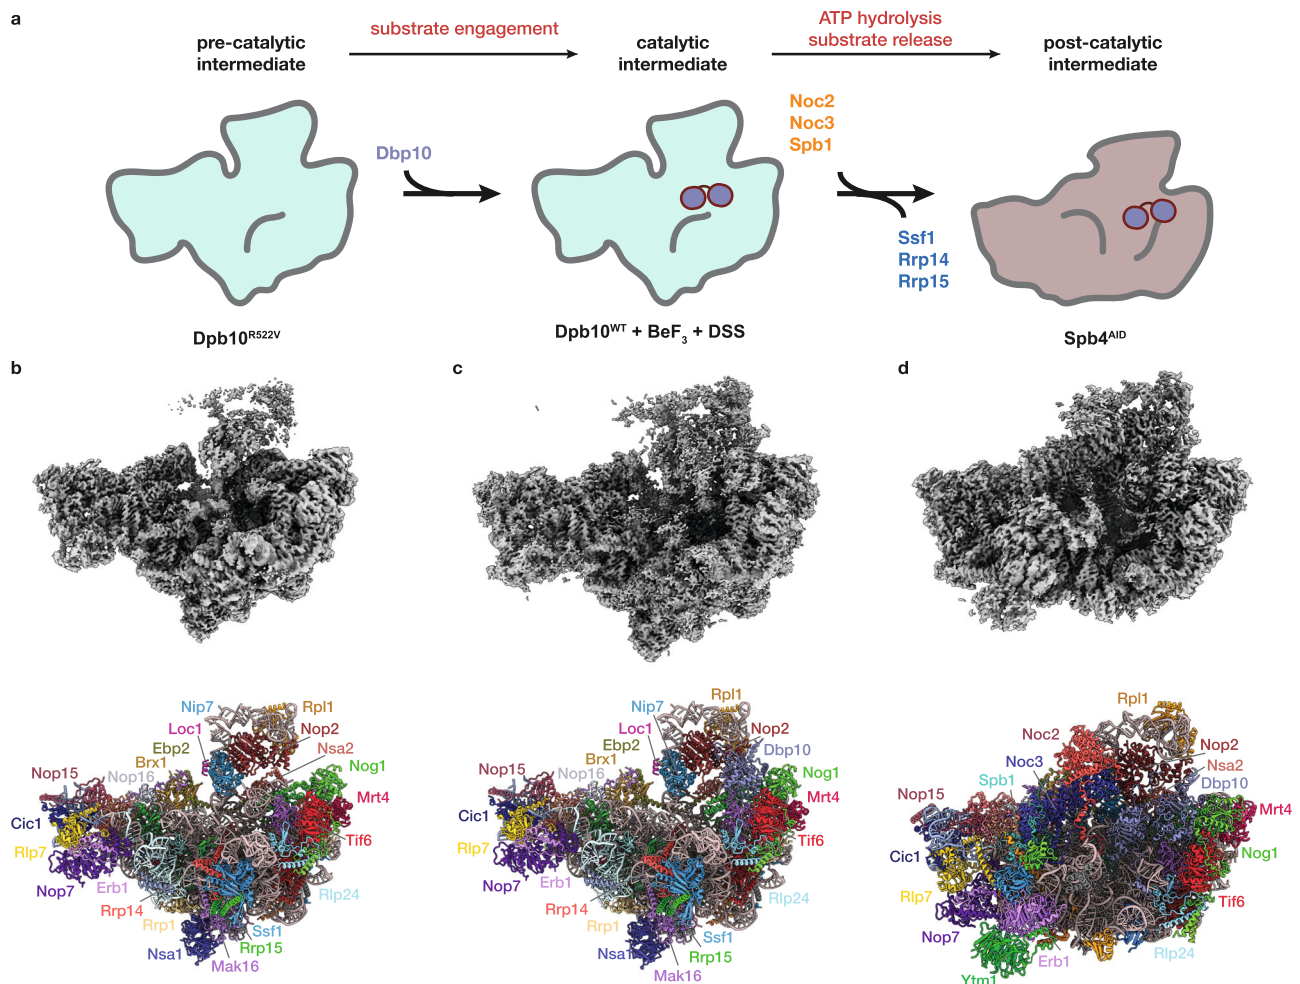 a
pre-catalytic
intermediate
substrate engagement
catalytic
intermediate
ATP hydrolysis
substrate release
post-catalytic
intermediate
Dbp10
Noc2
Noc3
Spb1
Ssf1
Rrp14
Rrp15
Dpb10R522V
Dpb10WT + BeF3 + DSS
Spb4AID
b
c
d
Nip7
Rpl1
Loc1
Nop2
Ebp2
Nsa2
Brx1
Nog1
Nop15
Nop16
Mrt4
Cic1
Rlp7
Tif6
Nop7
Erb1
Rlp24
Rrp14
Rrp1
Ssf1
Rrp15
Nsa1
Mak16
Rpl1
Nip7
Loc1
Nop2
Ebp2
Dbp10
Brx1
Nog1
Nop15
Nop16
Mrt4
Cic1
Rlp7
Tif6
Nop7
Erb1
Rlp24
Rrp14
Rrp1
Ssf1
Rrp15
Nsa1
Mak16
Rpl1
Noc2
Nop2
Noc3
Nsa2
Spb1
Dbp10
Nop15
Mrt4
Cic1
Nog1
Rlp7
Tif6
Nop7
Erb1
Rlp24
Ytm1